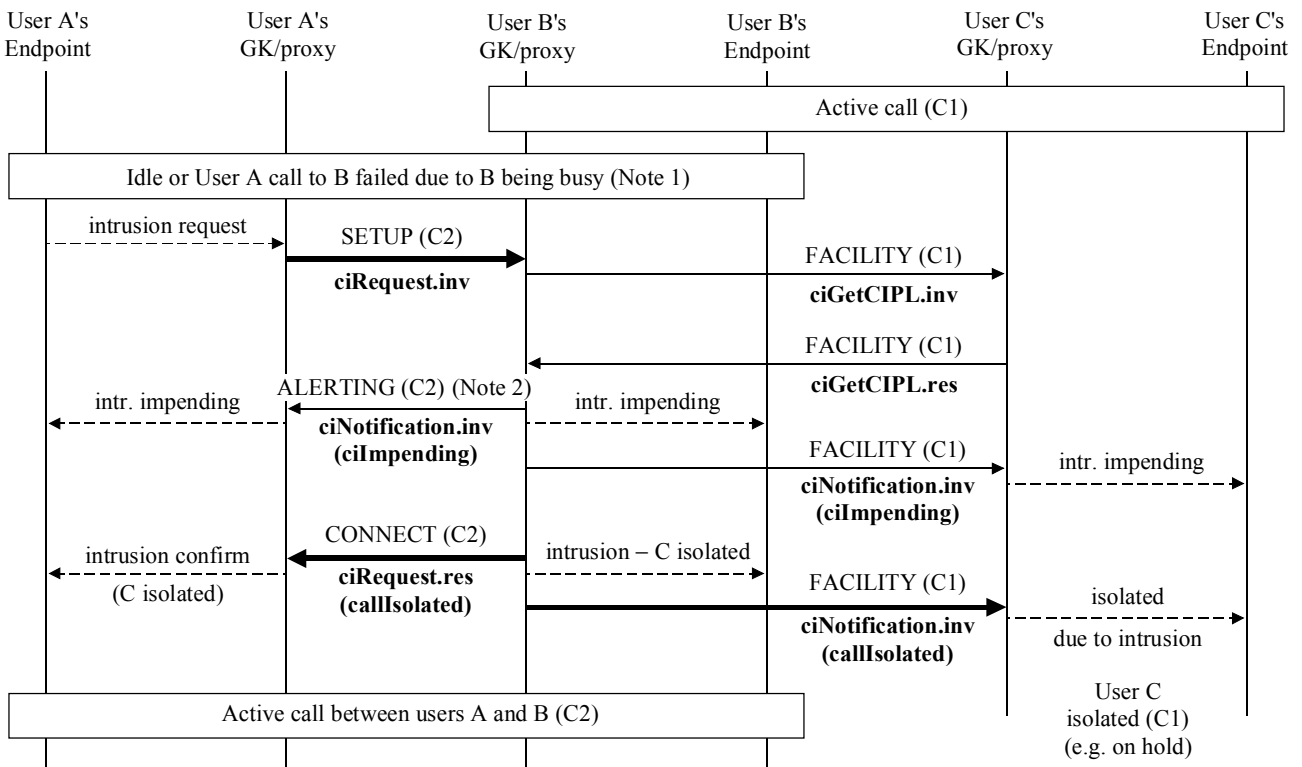 User A's
Endpoint
User A's
GK/proxy
User B's
GK/proxy
User B's
Endpoint
User C's
GK/proxy
User C's
Endpoint
Active call (C1)
Idle or User A call to B failed due to B being busy (Note 1)
intrusion request
SETUP (C2)
ciRequest.inv
FACILITY (C1)
ciGetCIPL.inv
FACILITY (C1)
ciGetCIPL.res
ALERTING (C2) (Note 2)
intr. impending
ciNotification.inv
(ciImpending)
intr. impending
FACILITY (C1)
ciNotification.inv
(ciImpending)
intr. impending
CONNECT (C2)
intrusion confirm
(C isolated)
ciRequest.res
(callIsolated)
intrusion – C isolated
FACILITY (C1)
ciNotification.inv
(callIsolated)
isolated
due to intrusion
Active call between users A and B (C2)
User C
isolated (C1)
(e.g. on hold)